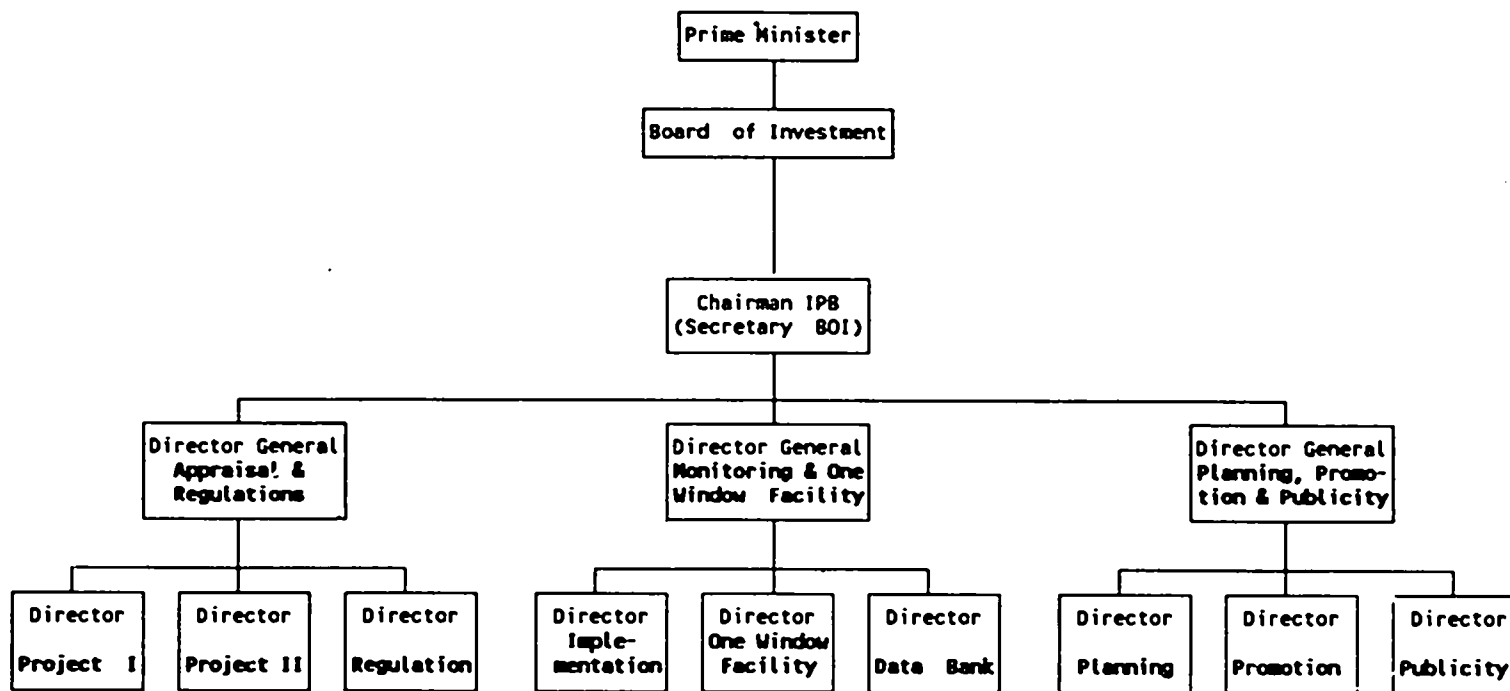 Prime Minister
Board of Investment
Chairman IPB
(Secretary BOI)
Director General
Appraisal &
Regulations
Director General
Monitoring & One
Window Facility
Director General
Planning, Promo-
tion & Publicity
Director
Project I
Director
Project II
Director
Regulation
Director
Imple-
mentation
Director
One Window
Facility
Director
Data Bank
Director
Planning
Director
Promotion
Director
Publicity